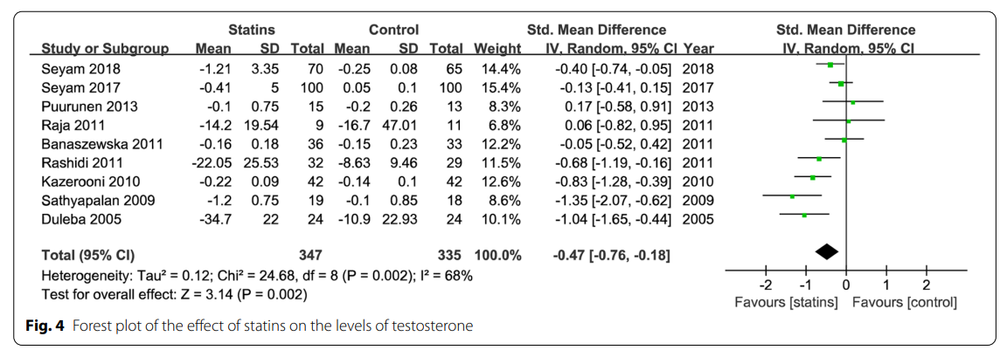 Statins Control Std. Mean Difference Std. Mean Difference
Study or Subgroup Mean SD Total Mean SD Total Weight IV, Random, 95% CI Year IV, Random, 95% CI
Seyam 2018 -1.21 3.35 70 -0.25 0.08 65 14.4% -0.40 [-0.74, -0.05] 2018
Seyam 2017 -0.41 5 100 0.05 0.1 100 15.4% -0.13 [-0.41, 0.15] 2017
Puurunen 2013 -0.1 0.75 15 -0.2 0.26 13 8.3% 0.17 [-0.58, 0.91] 2013
Raja 2011 -14.2 19.54 9 -16.7 47.01 11 6.8% 0.06 [-0.82, 0.95] 2011
Banaszewska 2011 -0.16 0.18 36 -0.15 0.23 33 12.2% -0.05 [-0.52, 0.42] 2011
Rashidi 2011 -22.05 25.53 32 -8.63 9.46 29 11.5% -0.68 [-1.19, -0.16] 2011
Kazerooni 2010 -0.22 0.09 42 -0.14 0.1 42 12.6% -0.83 [-1.28, -0.39] 2010
Sathyapalan 2009 -1.2 0.75 19 -0.1 0.85 18 8.6% -1.35 [-2.07, -0.62] 2009
Duleba 2005 -34.7 22 24 -10.9 22.93 24 10.1% -1.04 [-1.65, -0.44] 2005
Total (95% CI) 347 335 100.0% -0.47 [-0.76, -0.18]
Heterogeneity: Tau² = 0.12; Chi² = 24.68, df = 8 (P = 0.002); I² = 68%
Test for overall effect: Z = 3.14 (P = 0.002)
-2 -1 0 1 2
Favours [statins] Favours [control]
Fig. 4 Forest plot of the effect of statins on the levels of testosterone